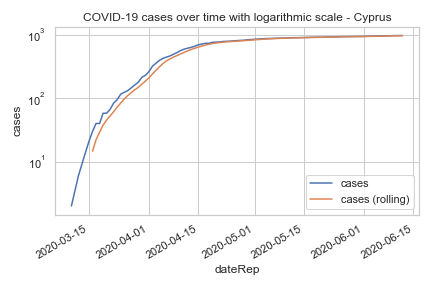 COVID-19 cases over time with logarithmic scale - Cyprus
10³
10²
10¹
cases
cases
cases (rolling)
2020-03-15
2020-04-01
2020-04-15
2020-05-01
2020-05-15
2020-06-01
2020-06-15
dateRep